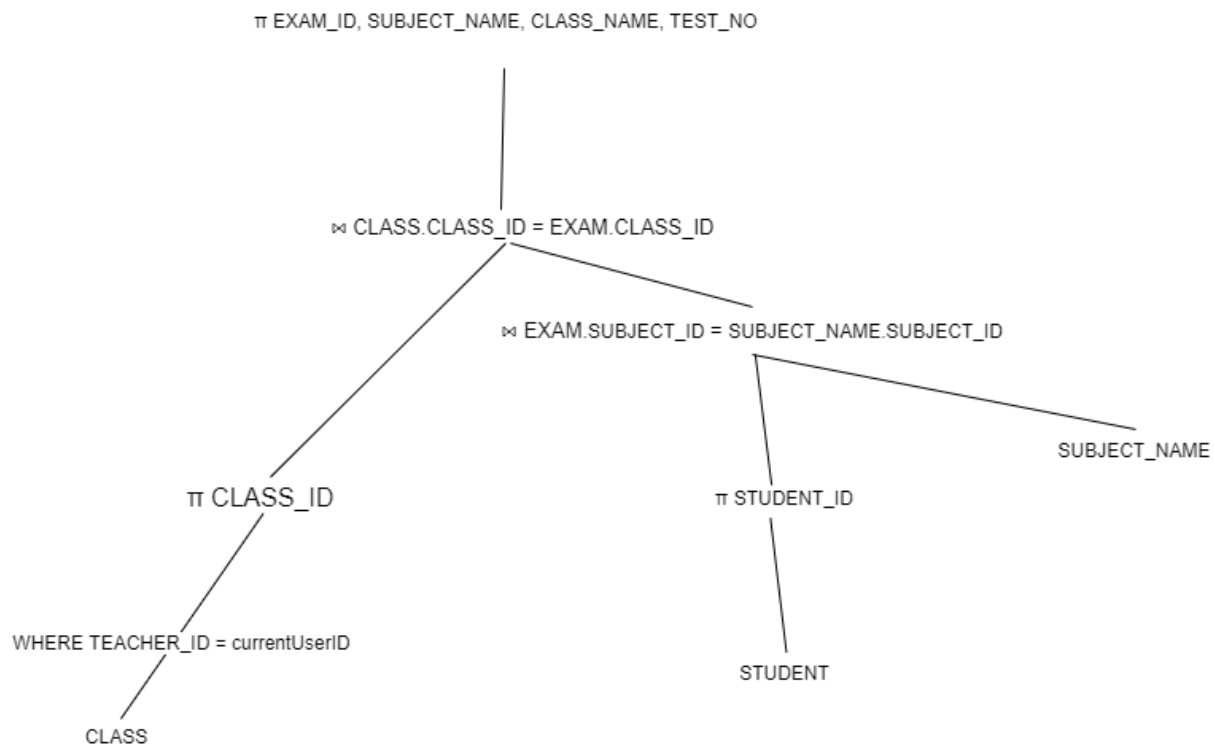 π EXAM_ID, SUBJECT_NAME, CLASS_NAME, TEST_NO
⋈ CLASS.CLASS_ID = EXAM.CLASS_ID
⋈ EXAM.SUBJECT_ID = SUBJECT_NAME.SUBJECT_ID
SUBJECT_NAME
π CLASS_ID
π STUDENT_ID
WHERE TEACHER_ID = currentUserID
STUDENT
CLASS